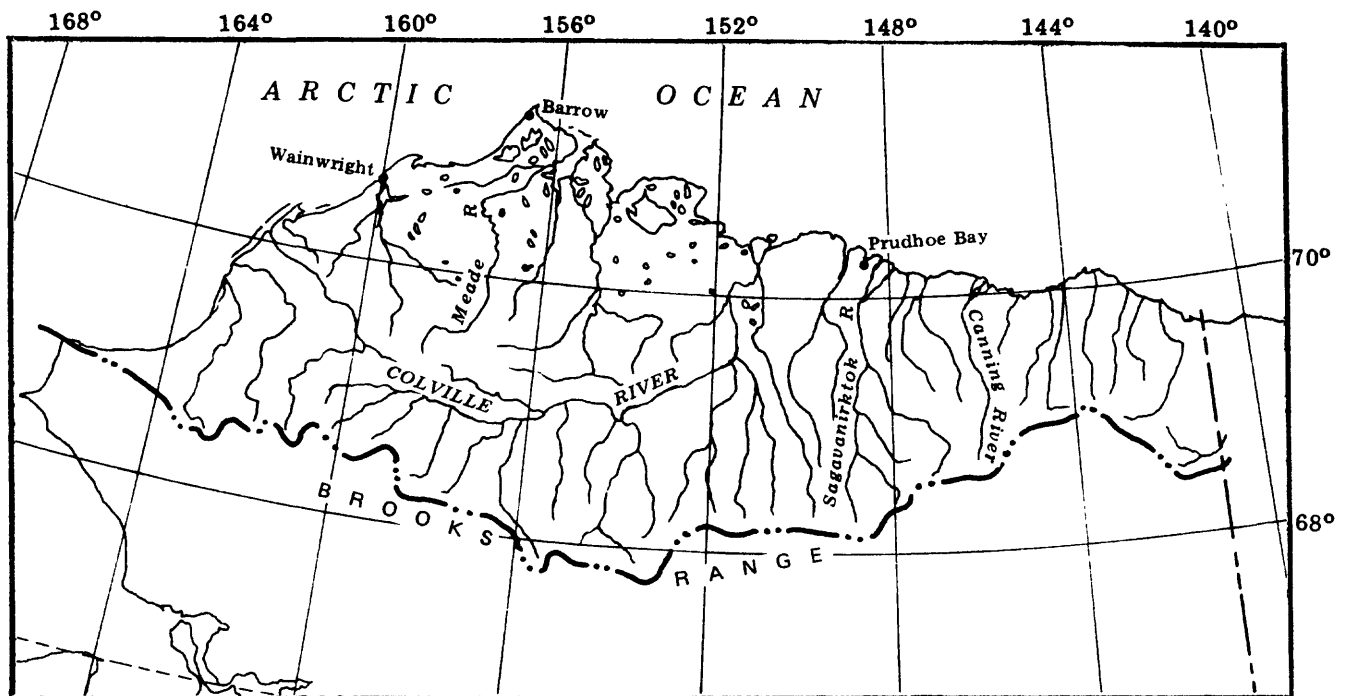 168° 164° 160° 156° 152° 148° 144° 140°
ARCTIC OCEAN
Barrow
Wainwright
Prudhoe Bay
70°
Meade R
COLVILLE RIVER
Sagavanirktok R
Canning River
68°
BROOKS RANGE